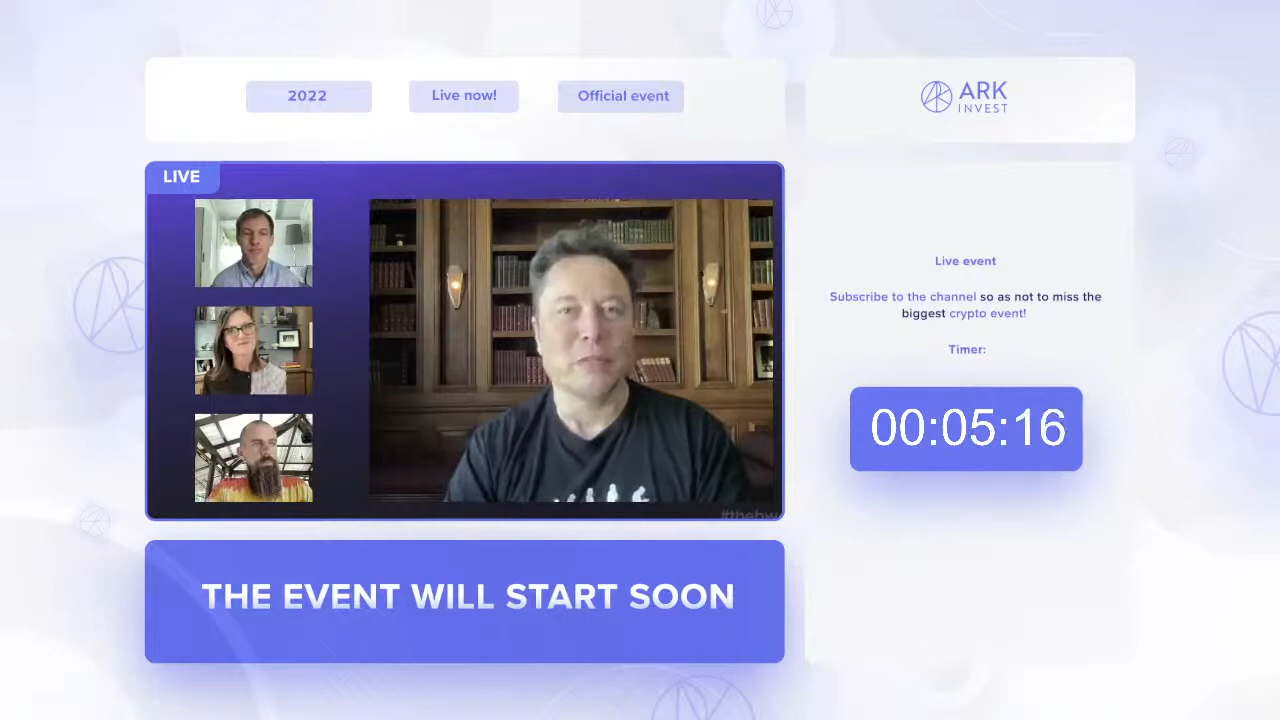 2022
Live now!
Official event
ARK
INVEST
LIVE
Live event
Subscribe to the channel so as not to miss the
biggest crypto event!
Timer:
00:05:16
THE EVENT WILL START SOON